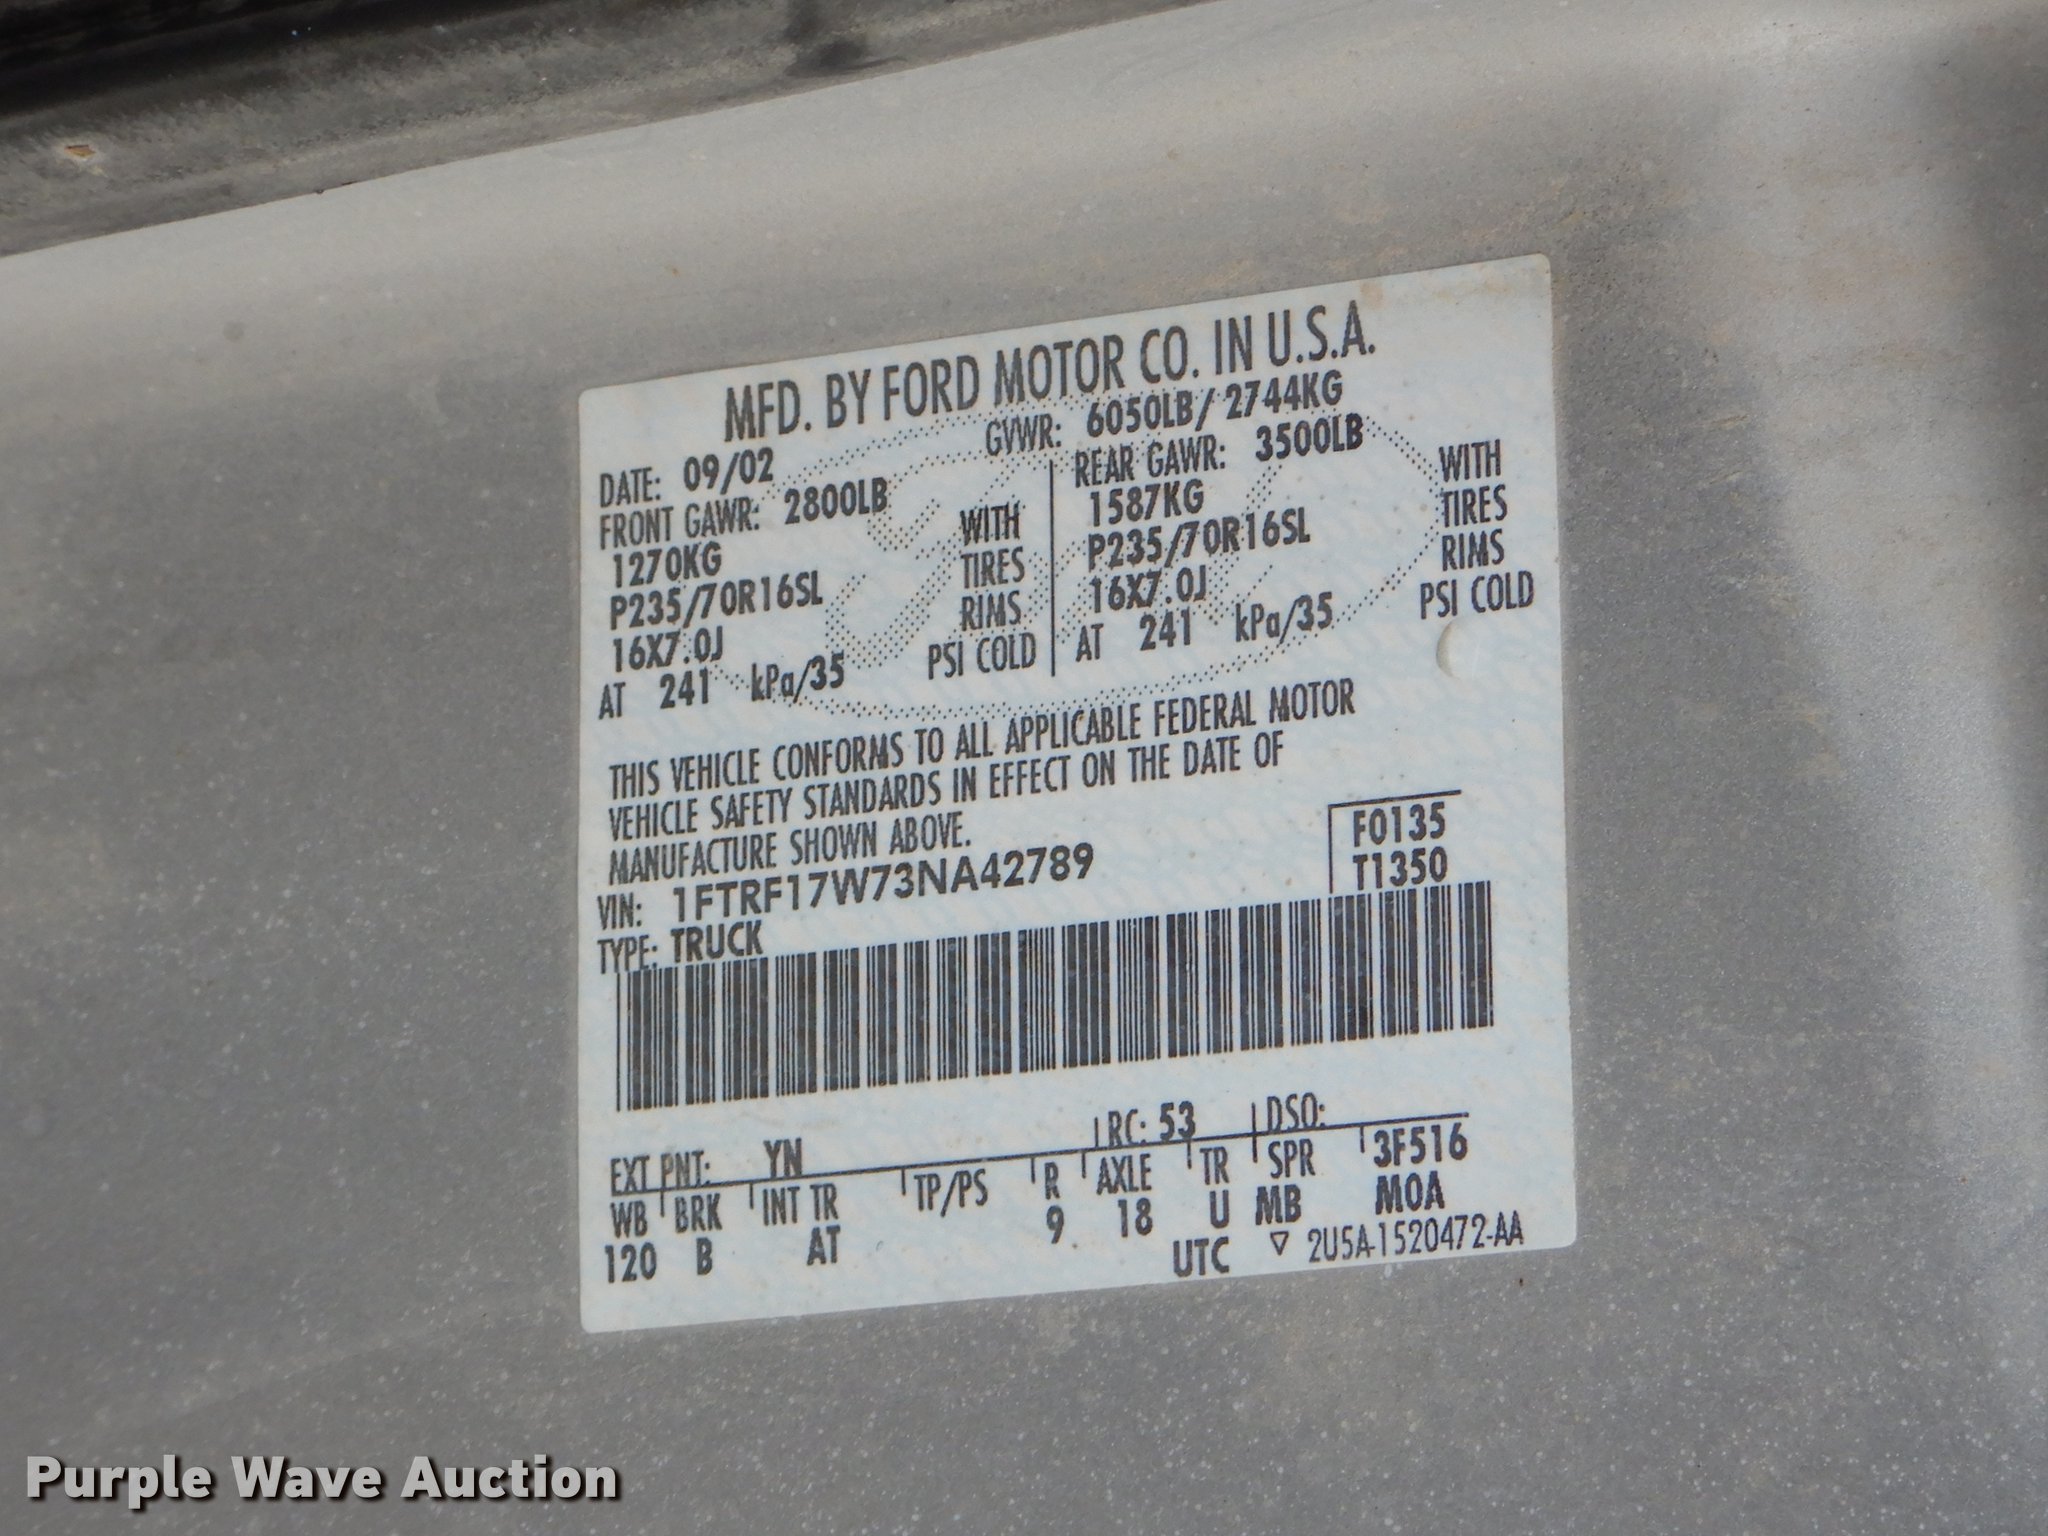 MFD. BY FORD MOTOR CO. IN U.S.A.
DATE: 09/02 GVWR: 6050LB/ 2744KG
FRONT GAWR: 2800LB REAR GAWR: 3500LB
1270KG WITH 1587KG WITH
P235/70R16SL TIRES P235/70R16SL TIRES
16X7.0J RIMS 16X7.0J RIMS
AT 241 kPa/35 PSI COLD AT 241 kPa/35 PSI COLD
THIS VEHICLE CONFORMS TO ALL APPLICABLE FEDERAL MOTOR
VEHICLE SAFETY STANDARDS IN EFFECT ON THE DATE OF
MANUFACTURE SHOWN ABOVE.
VIN: 1FTRF17W73NA42789 F0135
TYPE: TRUCK T1350
EXT PNT: YN RC: 53 DSO:
WB BRK INT TR TP/PS R AXLE TR SPR 3F516
120 B AT 9 18 U MB MOA
UTC ▽ 2U5A-1520472-AA
Purple Wave Auction